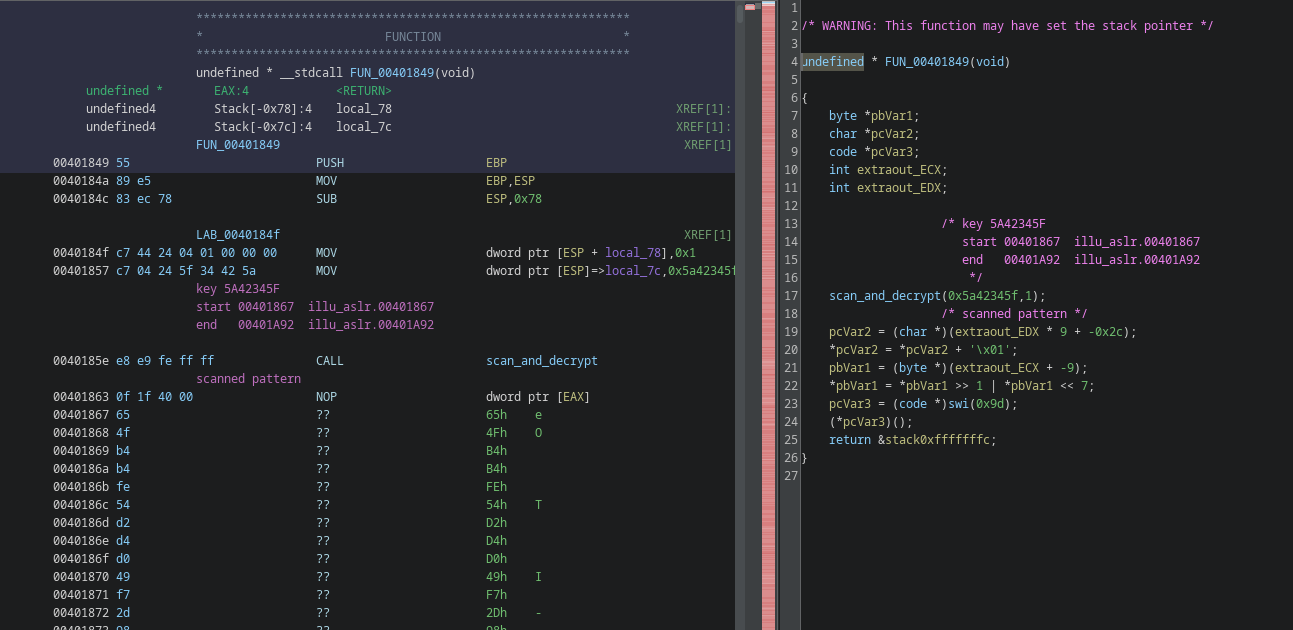 ************************************************************
* FUNCTION *
************************************************************
undefined * __stdcall FUN_00401849(void)
undefined * EAX:4 <RETURN>
undefined4 Stack[-0x78]:4 local_78 XREF[1]:
undefined4 Stack[-0x7c]:4 local_7c XREF[1]:
FUN_00401849 XREF[1]
00401849 55 PUSH EBP
0040184a 89 e5 MOV EBP,ESP
0040184c 83 ec 78 SUB ESP,0x78
LAB_0040184f XREF[1]
0040184f c7 44 24 04 01 00 00 00 MOV dword ptr [ESP + local_78],0x1
00401857 c7 04 24 5f 34 42 5a MOV dword ptr [ESP]=>local_7c,0x5a42345f
key 5A42345F
start 00401867 illu_aslr.00401867
end 00401A92 illu_aslr.00401A92
0040185e e8 e9 fe ff ff CALL scan_and_decrypt
scanned pattern
00401863 0f 1f 40 00 NOP dword ptr [EAX]
00401867 65 ?? 65h e
00401868 4f ?? 4Fh O
00401869 b4 ?? B4h
0040186a b4 ?? B4h
0040186b fe ?? FEh
0040186c 54 ?? 54h T
0040186d d2 ?? D2h
0040186e d4 ?? D4h
0040186f d0 ?? D0h
00401870 49 ?? 49h I
00401871 f7 ?? F7h
00401872 2d ?? 2Dh -
00401873 98 ?? 98h
1
2 /* WARNING: This function may have set the stack pointer */
3
4 undefined * FUN_00401849(void)
5
6 {
7 byte *pbVar1;
8 char *pcVar2;
9 code *pcVar3;
10 int extraout_ECX;
11 int extraout_EDX;
12
13 /* key 5A42345F
14 start 00401867 illu_aslr.00401867
15 end 00401A92 illu_aslr.00401A92
16 */
17 scan_and_decrypt(0x5a42345f,1);
18 /* scanned pattern */
19 pcVar2 = (char *)(extraout_EDX * 9 + -0x2c);
20 *pcVar2 = *pcVar2 + '\x01';
21 pbVar1 = (byte *)(extraout_ECX + -9);
22 *pbVar1 = *pbVar1 >> 1 | *pbVar1 << 7;
23 pcVar3 = (code *)swi(0x9d);
24 (*pcVar3)();
25 return &stack0xfffffffc;
26 }
27